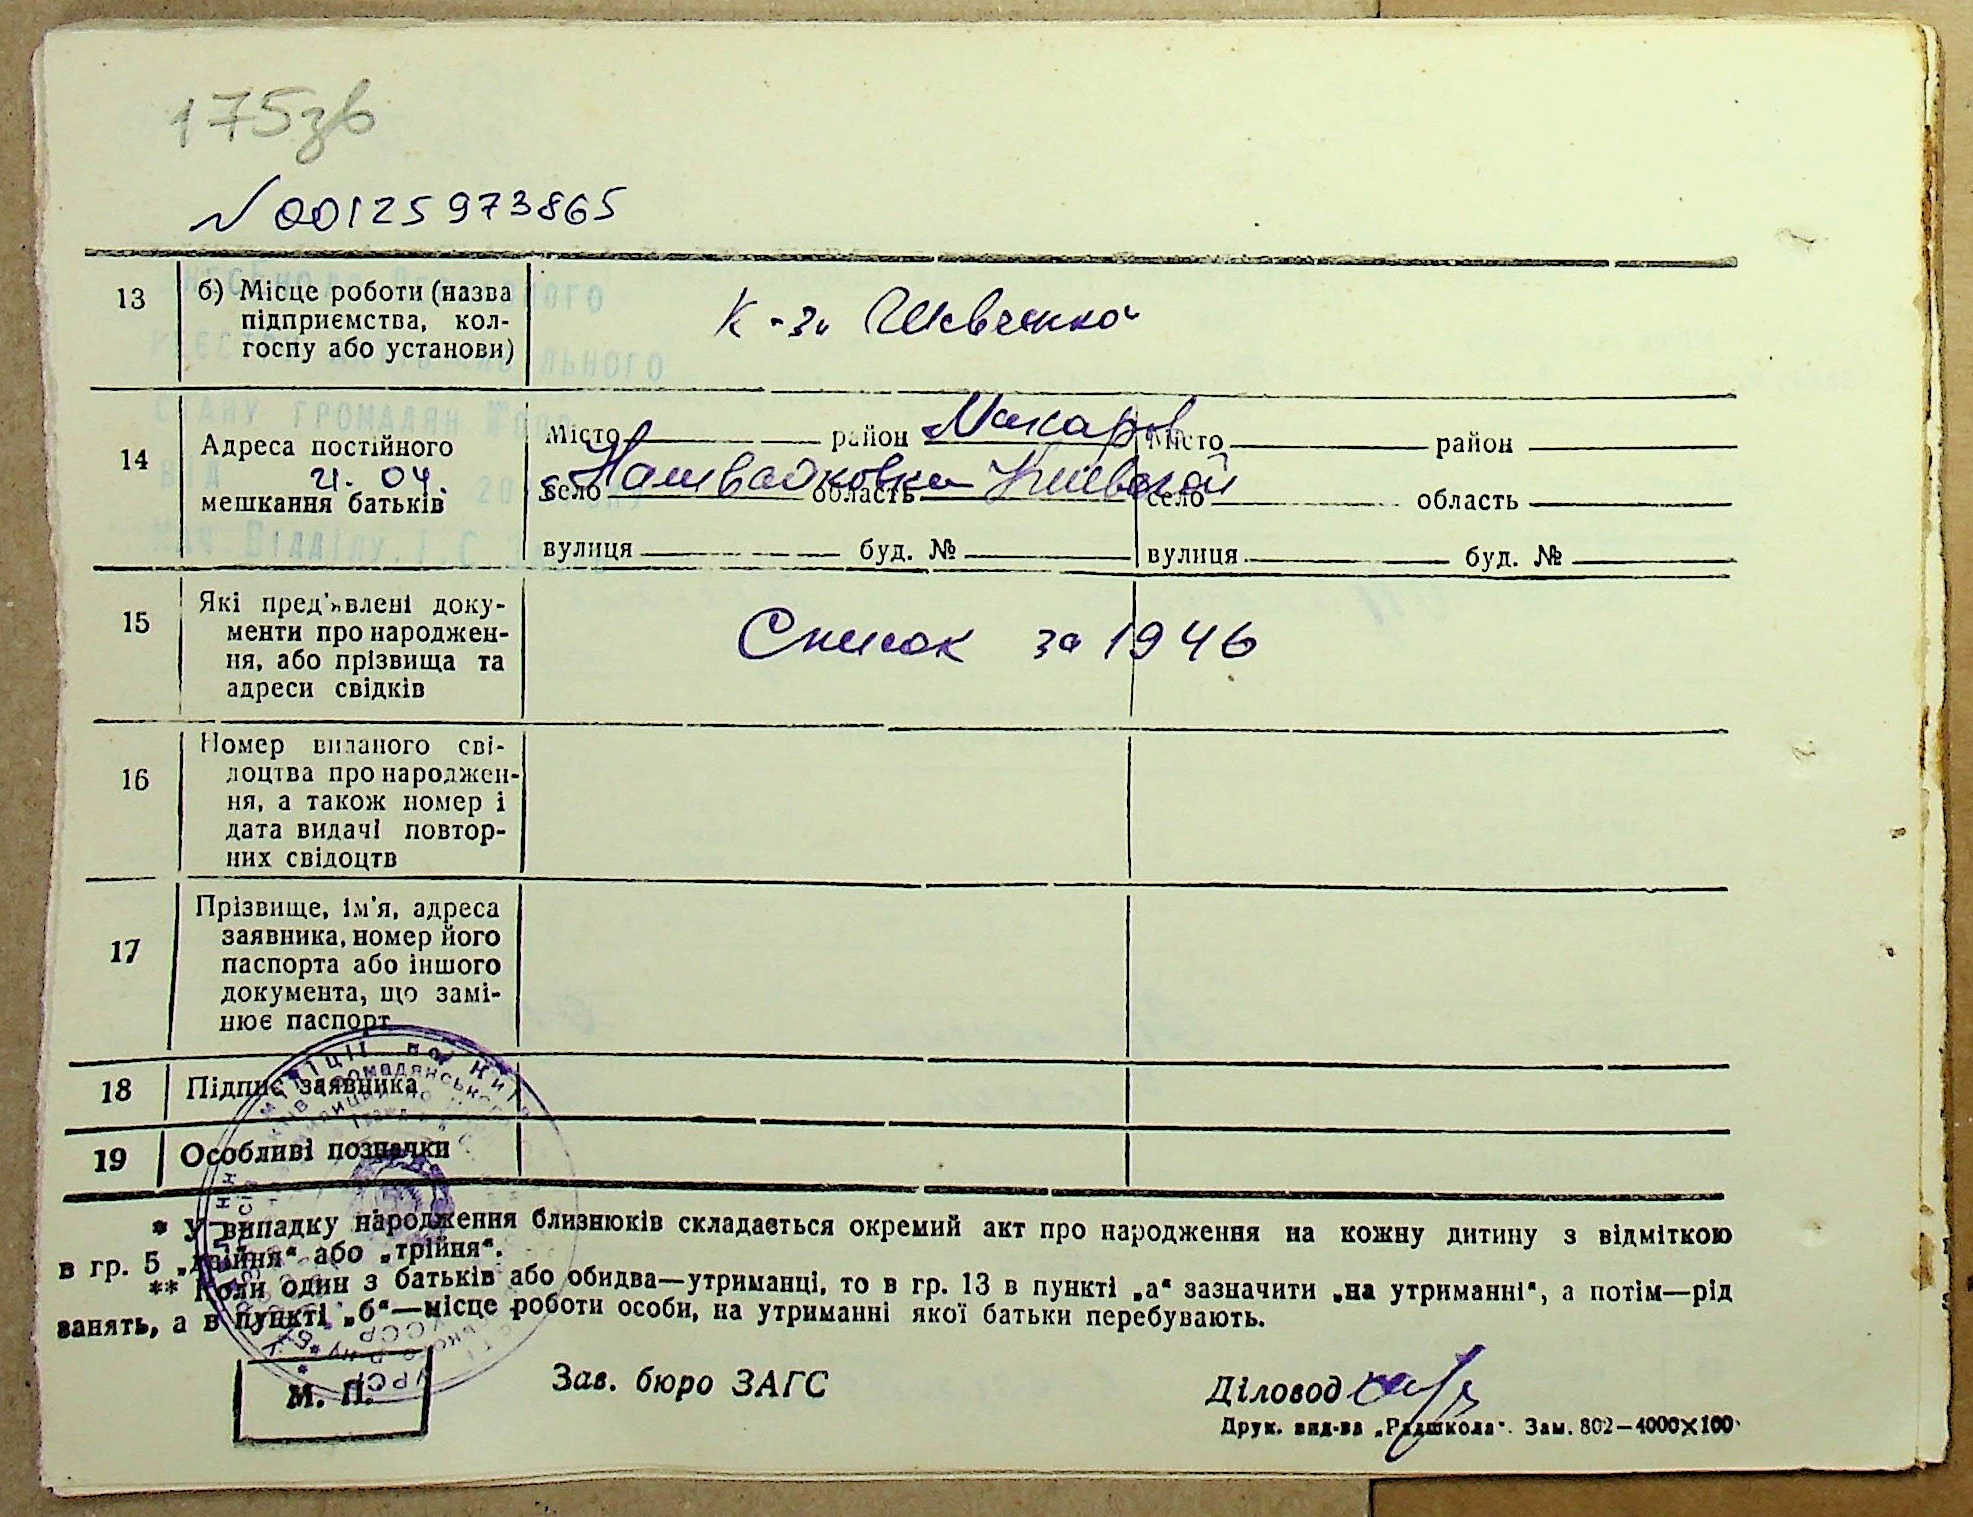 175зв
N 00125973865
13 б) Місце роботи (назва
підприємства, кол-
госпу або установи)
К-зи Шевченко
14 Адреса постійного
21. 04.
мешкання батьків
Місто район Макаров Місто район
село Наливайковка область Киевской село область
вулиця буд. № вулиця буд. №
15 Які пред'явлені доку-
менти про народжен-
ня, або прізвища та
адреси свідків
Список за 1946
16 Номер виданого сві-
доцтва про народжен-
ня, а також номер і
дата видачі повтор-
них свідоцтв
17 Прізвище, ім'я, адреса
заявника, номер його
паспорта або іншого
документа, що замі-
нює паспорт
18 Підпис заявника
19 Особливі позначки
* У випадку народження близнюків складається окремий акт про народження на кожну дитину з відміткою
в гр. 5 „двійня“ або „трійня“.
** Коли один з батьків або обидва—утриманці, то в гр. 13 в пункті „а“ зазначити „на утриманні“, а потім—рід
занять, а в пункті „б“—місце роботи особи, на утриманні якої батьки перебувають.
М. П. Зав. бюро ЗАГС Діловод
Друк. вид-ва „Радшкола“. Зам. 802—4000×100